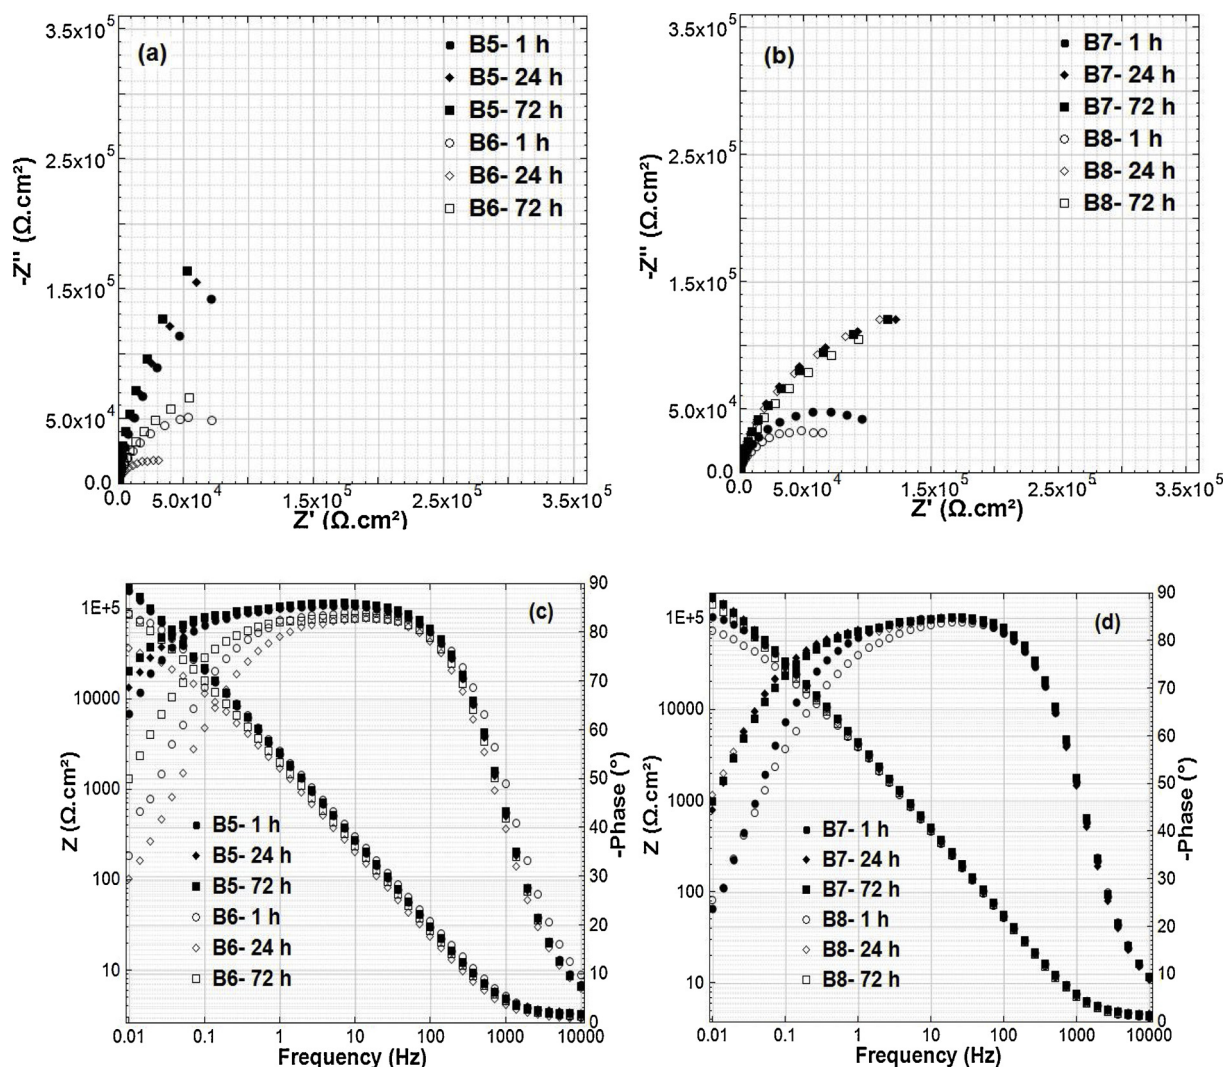 (a)
B5- 1 h
B5- 24 h
B5- 72 h
B6- 1 h
B6- 24 h
B6- 72 h
3.5x10⁵
2.5x10⁵
1.5x10⁵
5.0x10⁴
0.0
-Z'' (Ω.cm²)
0.0 5.0x10⁴ 1.5x10⁵ 2.5x10⁵ 3.5x10⁵
Z' (Ω.cm²)
(b)
B7- 1 h
B7- 24 h
B7- 72 h
B8- 1 h
B8- 24 h
B8- 72 h
3.5x10⁵
2.5x10⁵
1.5x10⁵
5.0x10⁴
0.0
-Z'' (Ω.cm²)
0.0 5.0x10⁴ 1.5x10⁵ 2.5x10⁵ 3.5x10⁵
Z' (Ω.cm²)
(c)
1E+5
10000
1000
100
10
Z (Ω.cm²)
B5- 1 h
B5- 24 h
B5- 72 h
B6- 1 h
B6- 24 h
B6- 72 h
90
80
70
60
50
40
30
20
10
0
-Phase (°)
0.01 0.1 1 10 100 1000 10000
Frequency (Hz)
(d)
1E+5
10000
1000
100
10
Z (Ω.cm²)
B7- 1 h
B7- 24 h
B7- 72 h
B8- 1 h
B8- 24 h
B8- 72 h
90
80
70
60
50
40
30
20
10
0
-Phase (°)
0.01 0.1 1 10 100 1000 10000
Frequency (Hz)